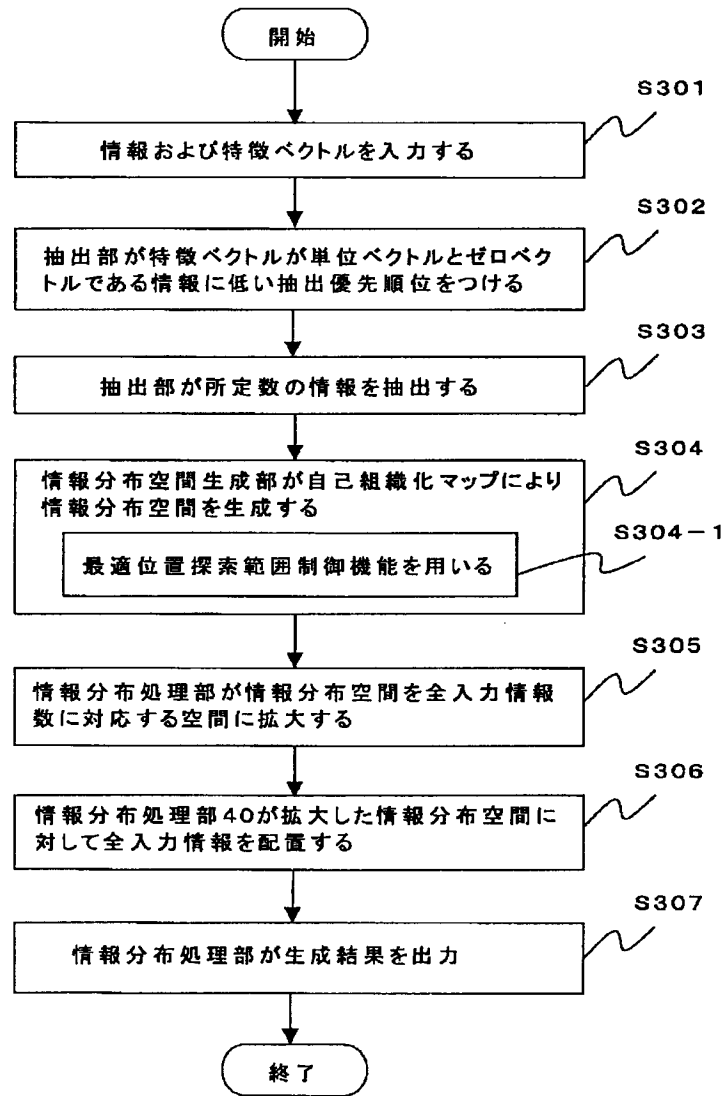 開始
S301
情報および特徴ベクトルを入力する
S302
抽出部が特徴ベクトルが単位ベクトルとゼロベク
トルである情報に低い抽出優先順位をつける
S303
抽出部が所定数の情報を抽出する
S304
情報分布空間生成部が自己組織化マップにより
情報分布空間を生成する
S304-1
最適位置探索範囲制御機能を用いる
S305
情報分布処理部が情報分布空間を全入力情報
数に対応する空間に拡大する
S306
情報分布処理部40が拡大した情報分布空間に
対して全入力情報を配置する
S307
情報分布処理部が生成結果を出力
終了